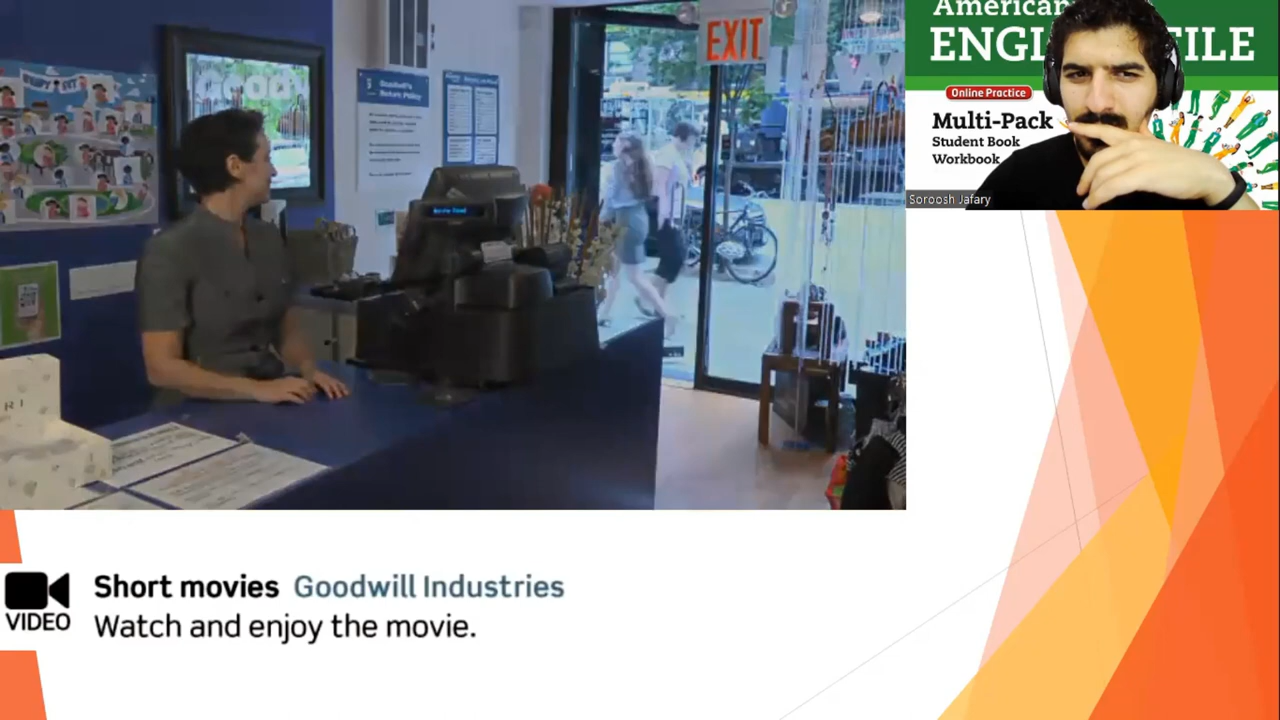 EXIT
Goodwill's
Return Policy
American
ENGL FILE
Online Practice
Multi-Pack
Student Book
Workbook
Soroosh Jafary
VIDEO
Short movies Goodwill Industries
Watch and enjoy the movie.